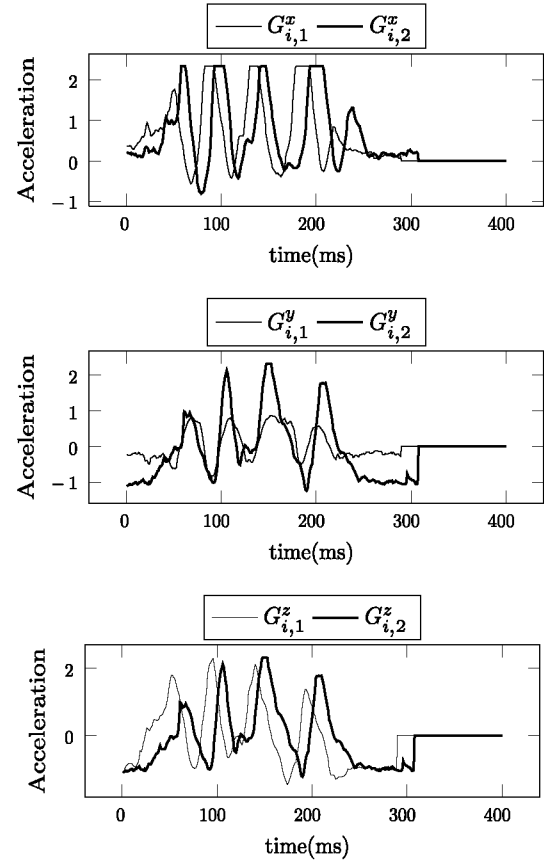 G^x_{i,1} G^x_{i,2}
2
1
0
−1
Acceleration
0 100 200 300 400
time(ms)
G^y_{i,1} G^y_{i,2}
2
1
0
−1
Acceleration
0 100 200 300 400
time(ms)
G^z_{i,1} G^z_{i,2}
2
0
Acceleration
0 100 200 300 400
time(ms)